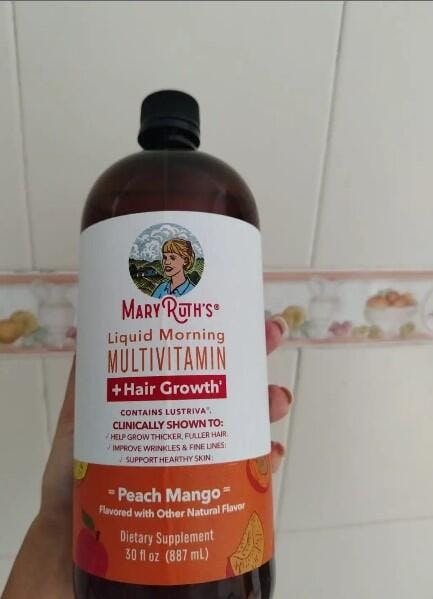 MARY RUTH'S®
Liquid Morning
MULTIVITAMIN
+Hair Growth†
CONTAINS LUSTRIVA®,
CLINICALLY SHOWN TO:
✓ HELP GROW THICKER, FULLER HAIR
✓ IMPROVE WRINKLES & FINE LINES
✓ SUPPORT HEARTHY SKIN
Peach Mango
Flavored with Other Natural Flavor
Dietary Supplement
30 fl oz (887 mL)